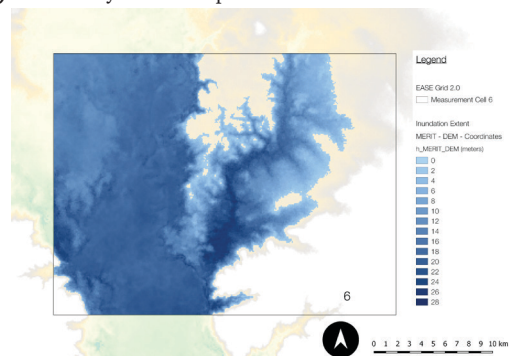 Legend
EASE Grid 2.0
Measurement Cell 6
Inundation Extent
MERIT - DEM - Coordinates
h_MERIT_DEM (meters)
0
2
4
6
8
10
12
14
16
18
20
22
24
26
28
6
0 1 2 3 4 5 6 7 8 9 10 km